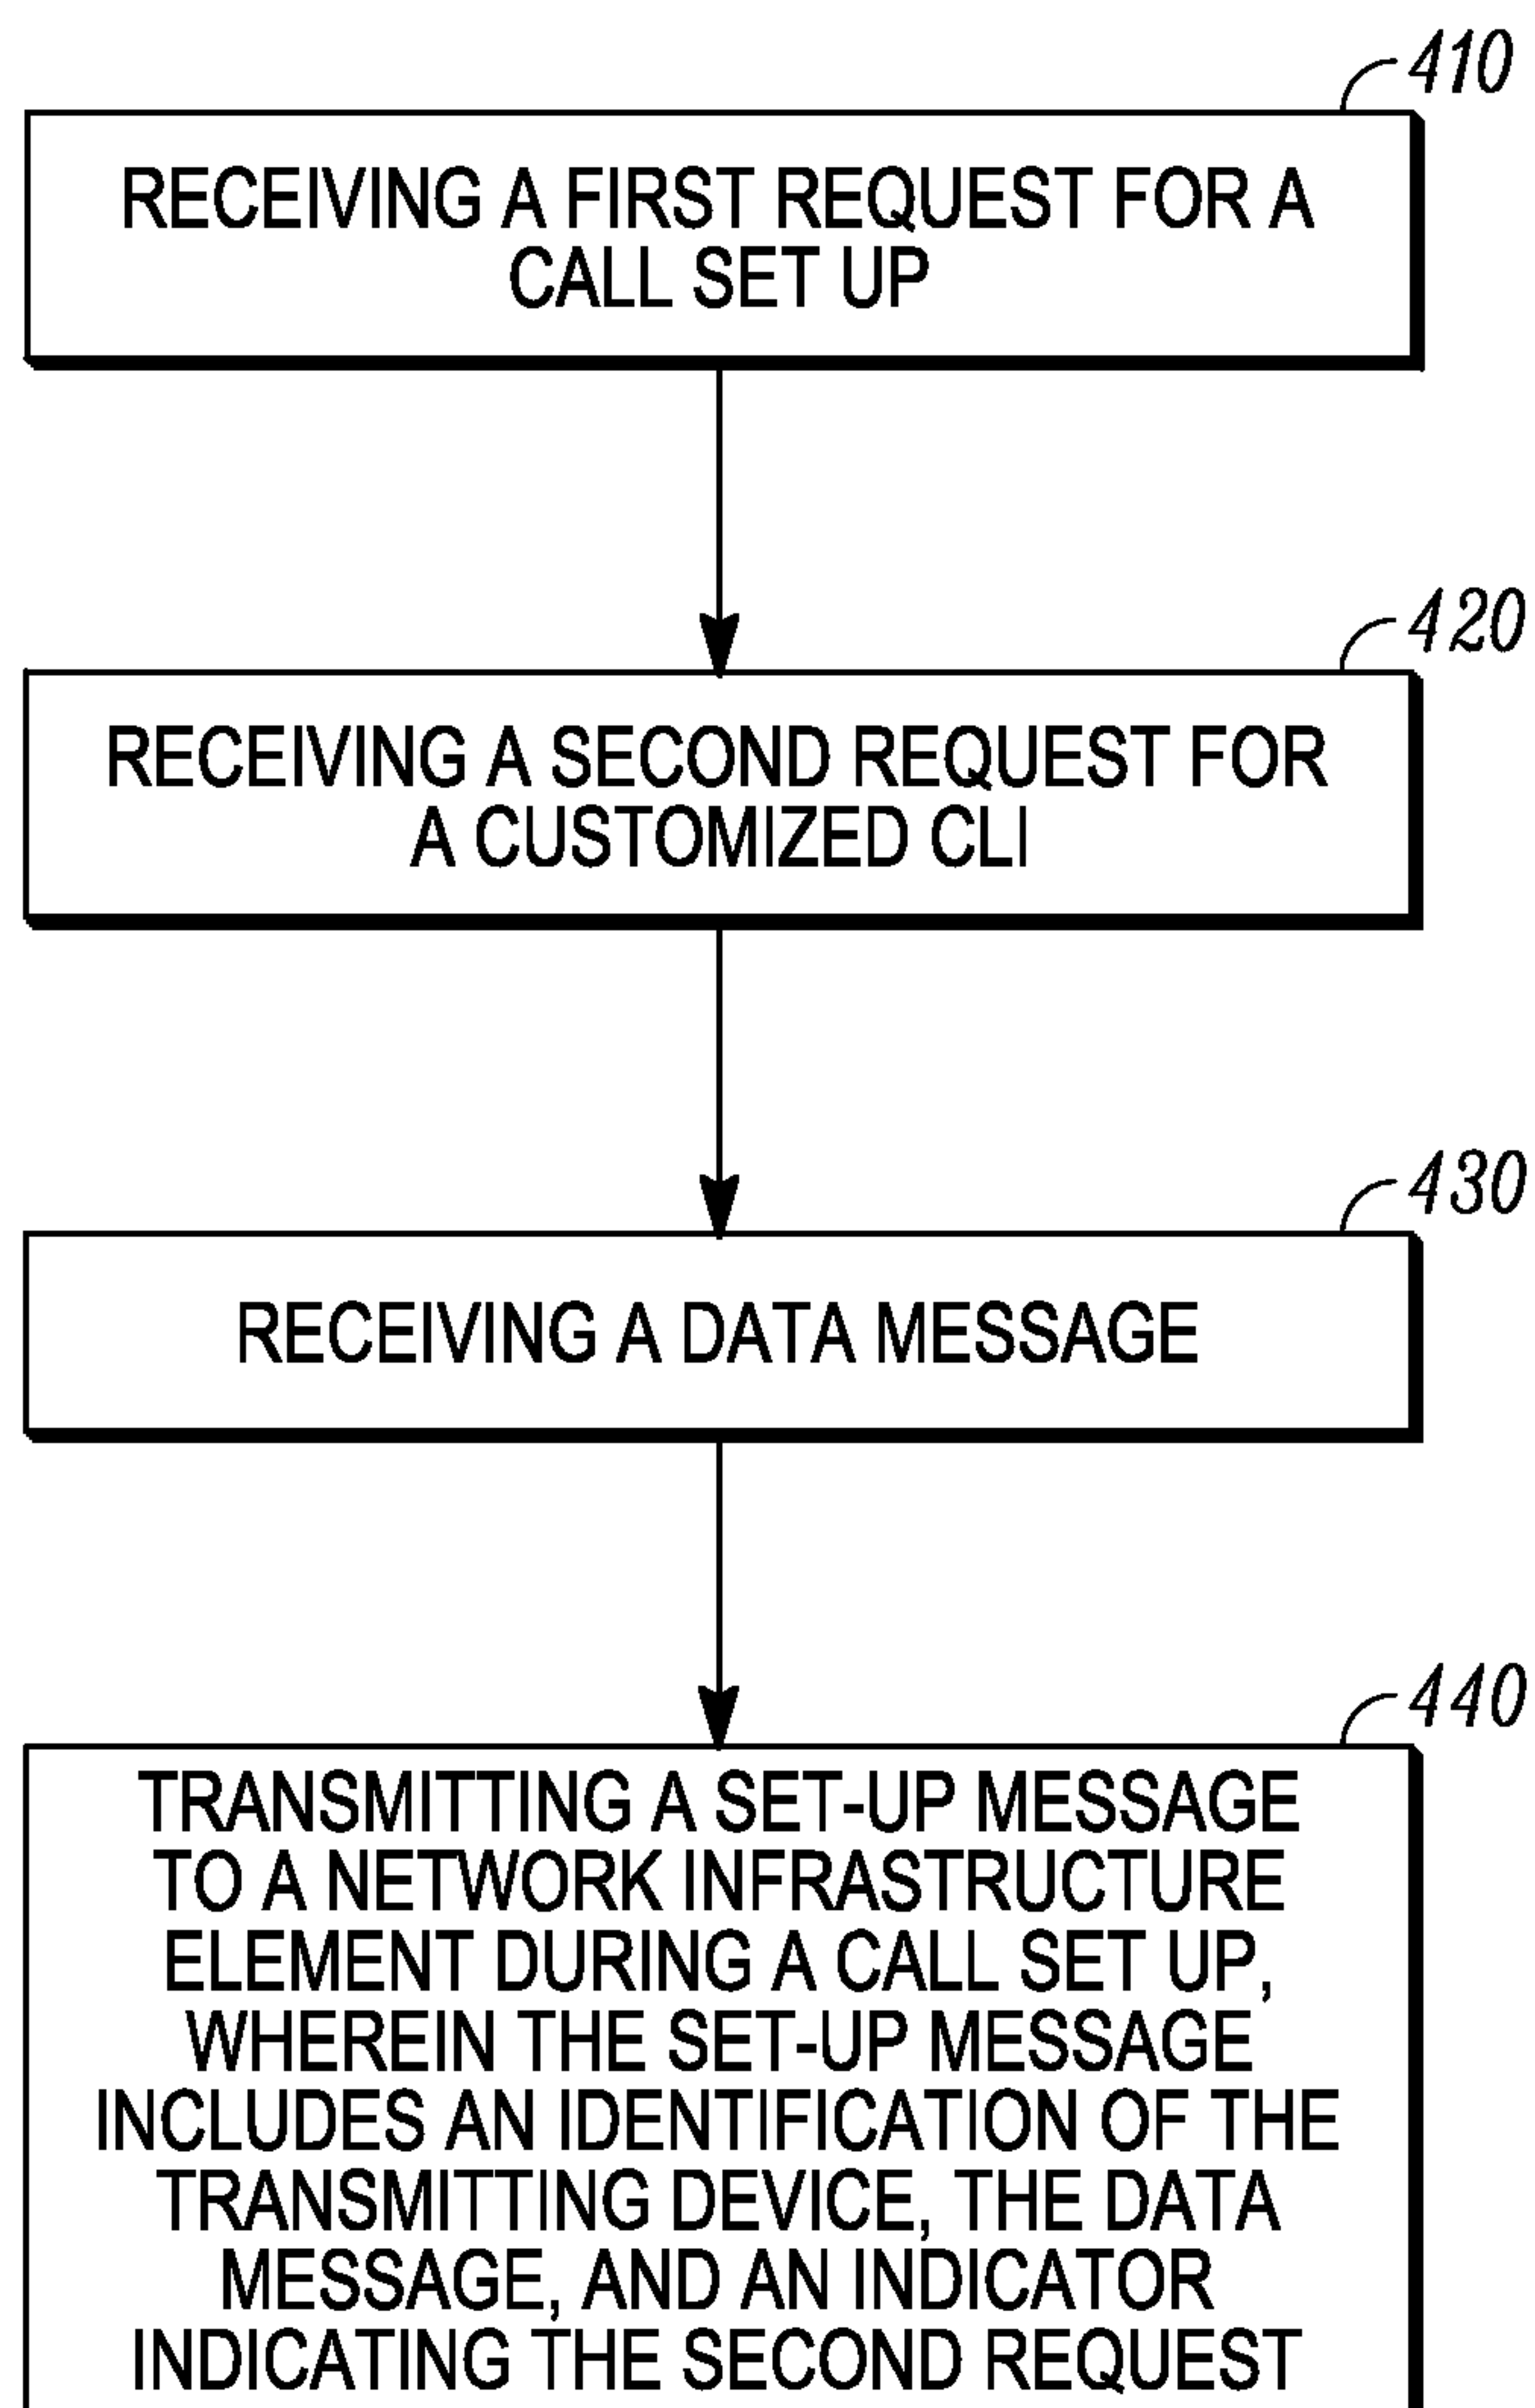 410
RECEIVING A FIRST REQUEST FOR A
CALL SET UP
420
RECEIVING A SECOND REQUEST FOR
A CUSTOMIZED CLI
430
RECEIVING A DATA MESSAGE
440
TRANSMITTING A SET-UP MESSAGE
TO A NETWORK INFRASTRUCTURE
ELEMENT DURING A CALL SET UP,
WHEREIN THE SET-UP MESSAGE
INCLUDES AN IDENTIFICATION OF THE
TRANSMITTING DEVICE, THE DATA
MESSAGE, AND AN INDICATOR
INDICATING THE SECOND REQUEST